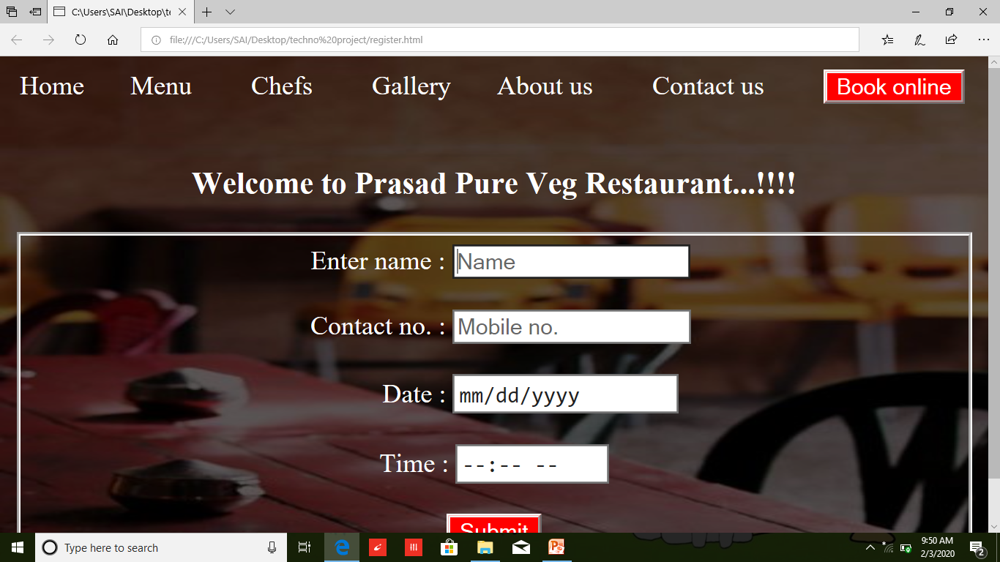 C:\Users\SAI\Desktop\te
file:///C:/Users/SAI/Desktop/techno%20project/register.html
Home Menu Chefs Gallery About us Contact us Book online
Welcome to Prasad Pure Veg Restaurant...!!!!
Enter name : Name
Contact no. : Mobile no.
Date : mm/dd/yyyy
Time : --:-- --
Submit
Type here to search
9:50 AM
2/3/2020
2